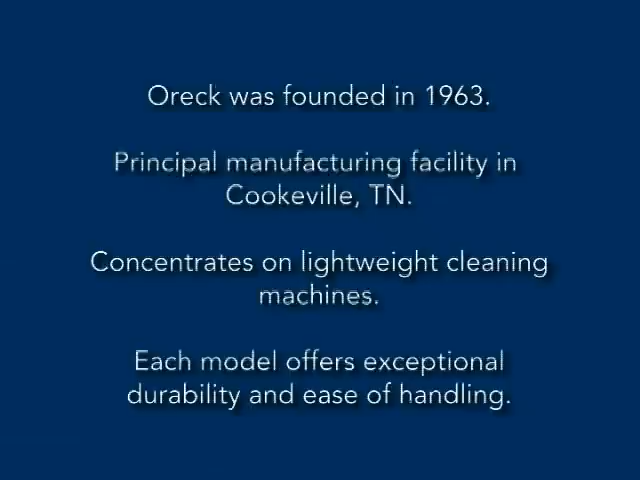 Oreck was founded in 1963.
Principal manufacturing facility in
Cookeville, TN.
Concentrates on lightweight cleaning
machines.
Each model offers exceptional
durability and ease of handling.